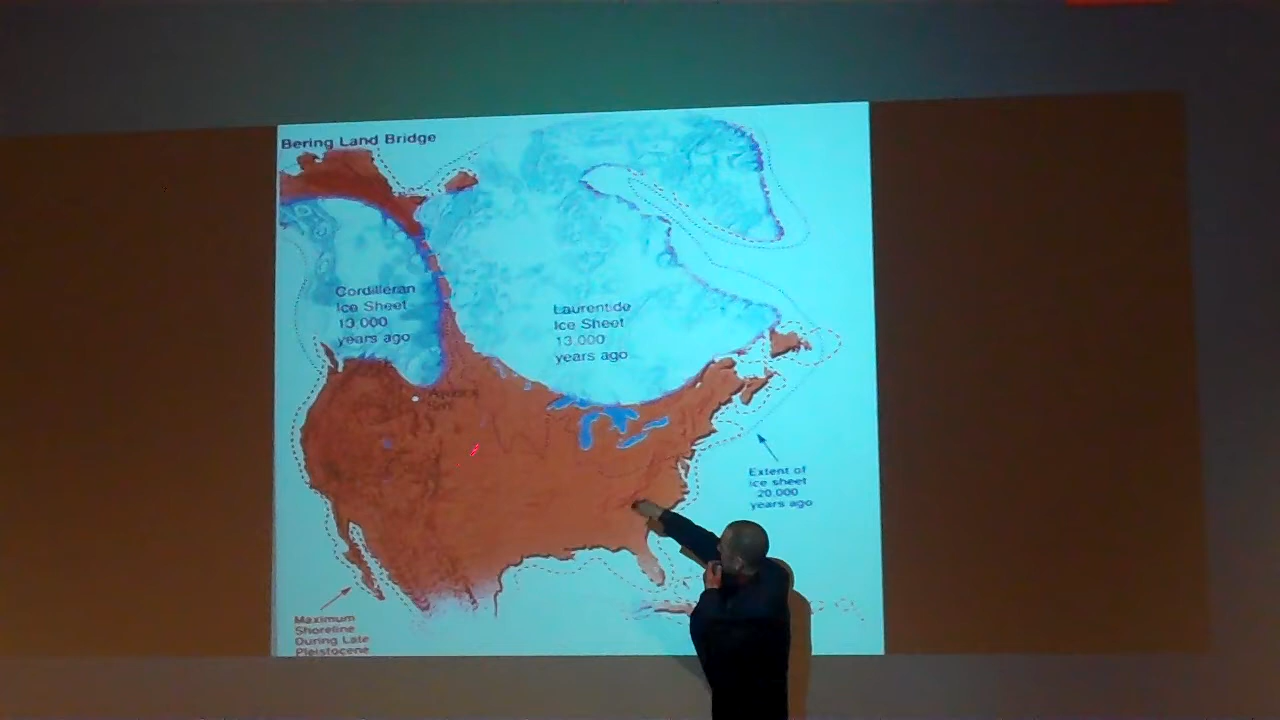 Bering Land Bridge
Cordilleran
Ice Sheet
13,000
years ago
Laurentide
Ice Sheet
13,000
years ago
Extent of
ice sheet
20,000
years ago
Maximum
Shoreline
During Late
Pleistocene